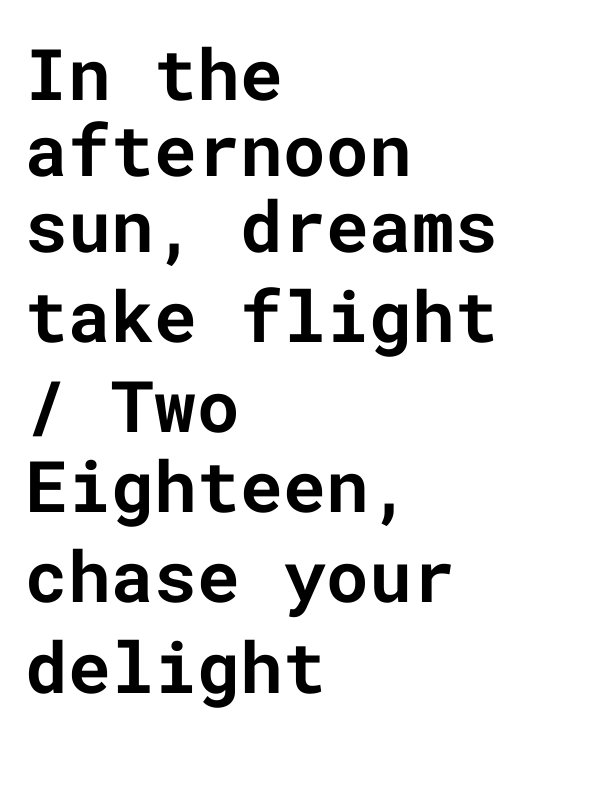 In the
afternoon
sun, dreams
take flight
/ Two
Eighteen,
chase your
delight